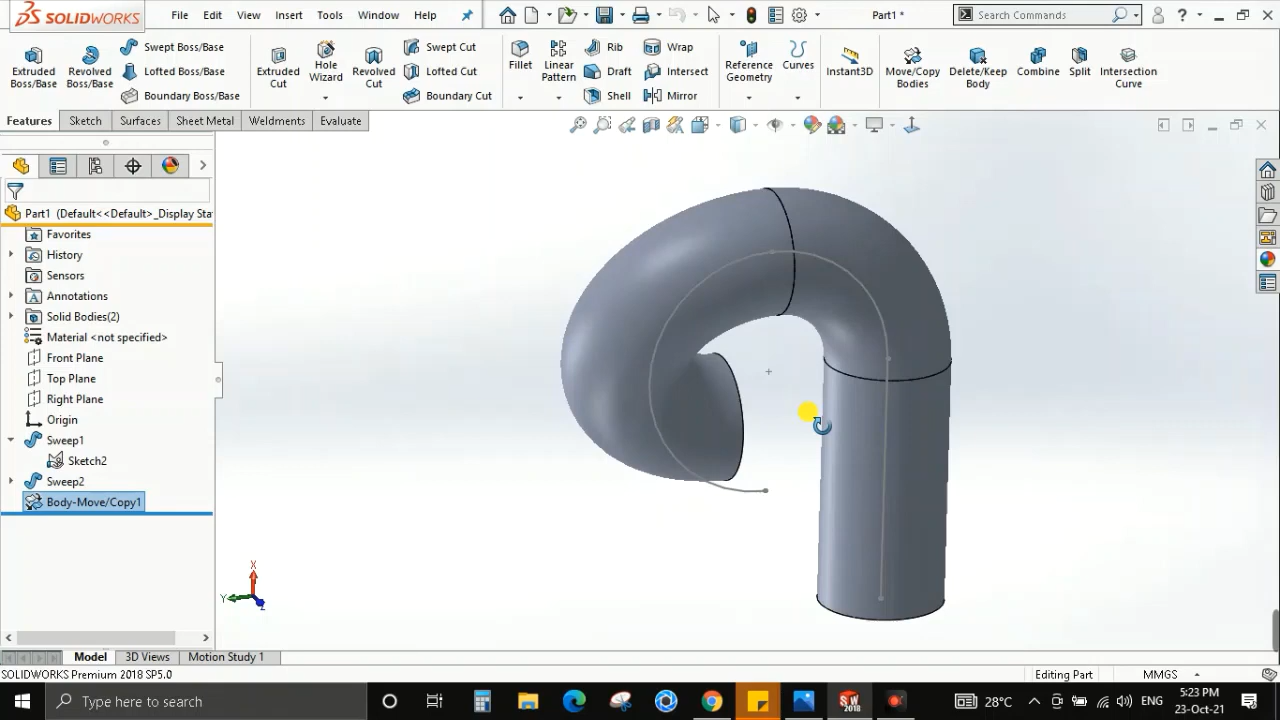 SOLIDWORKS
File Edit View Insert Tools Window Help
Part1 *
Search Commands
Extruded Boss/Base
Revolved Boss/Base
Swept Boss/Base
Lofted Boss/Base
Boundary Boss/Base
Extruded Cut
Hole Wizard
Revolved Cut
Swept Cut
Lofted Cut
Boundary Cut
Fillet
Linear Pattern
Rib
Draft
Shell
Wrap
Intersect
Mirror
Reference Geometry
Curves
Instant3D
Move/Copy Bodies
Delete/Keep Body
Combine
Split
Intersection Curve
Features Sketch Surfaces Sheet Metal Weldments Evaluate
Part1 (Default<<Default>_Display Sta
Favorites
History
Sensors
Annotations
Solid Bodies(2)
Material <not specified>
Front Plane
Top Plane
Right Plane
Origin
Sweep1
Sketch2
Sweep2
Body-Move/Copy1
X
Y
Z
Model 3D Views Motion Study 1
SOLIDWORKS Premium 2018 SP5.0
Editing Part
MMGS
Type here to search
SW
2018
28°C
ENG
5:23 PM
23-Oct-21